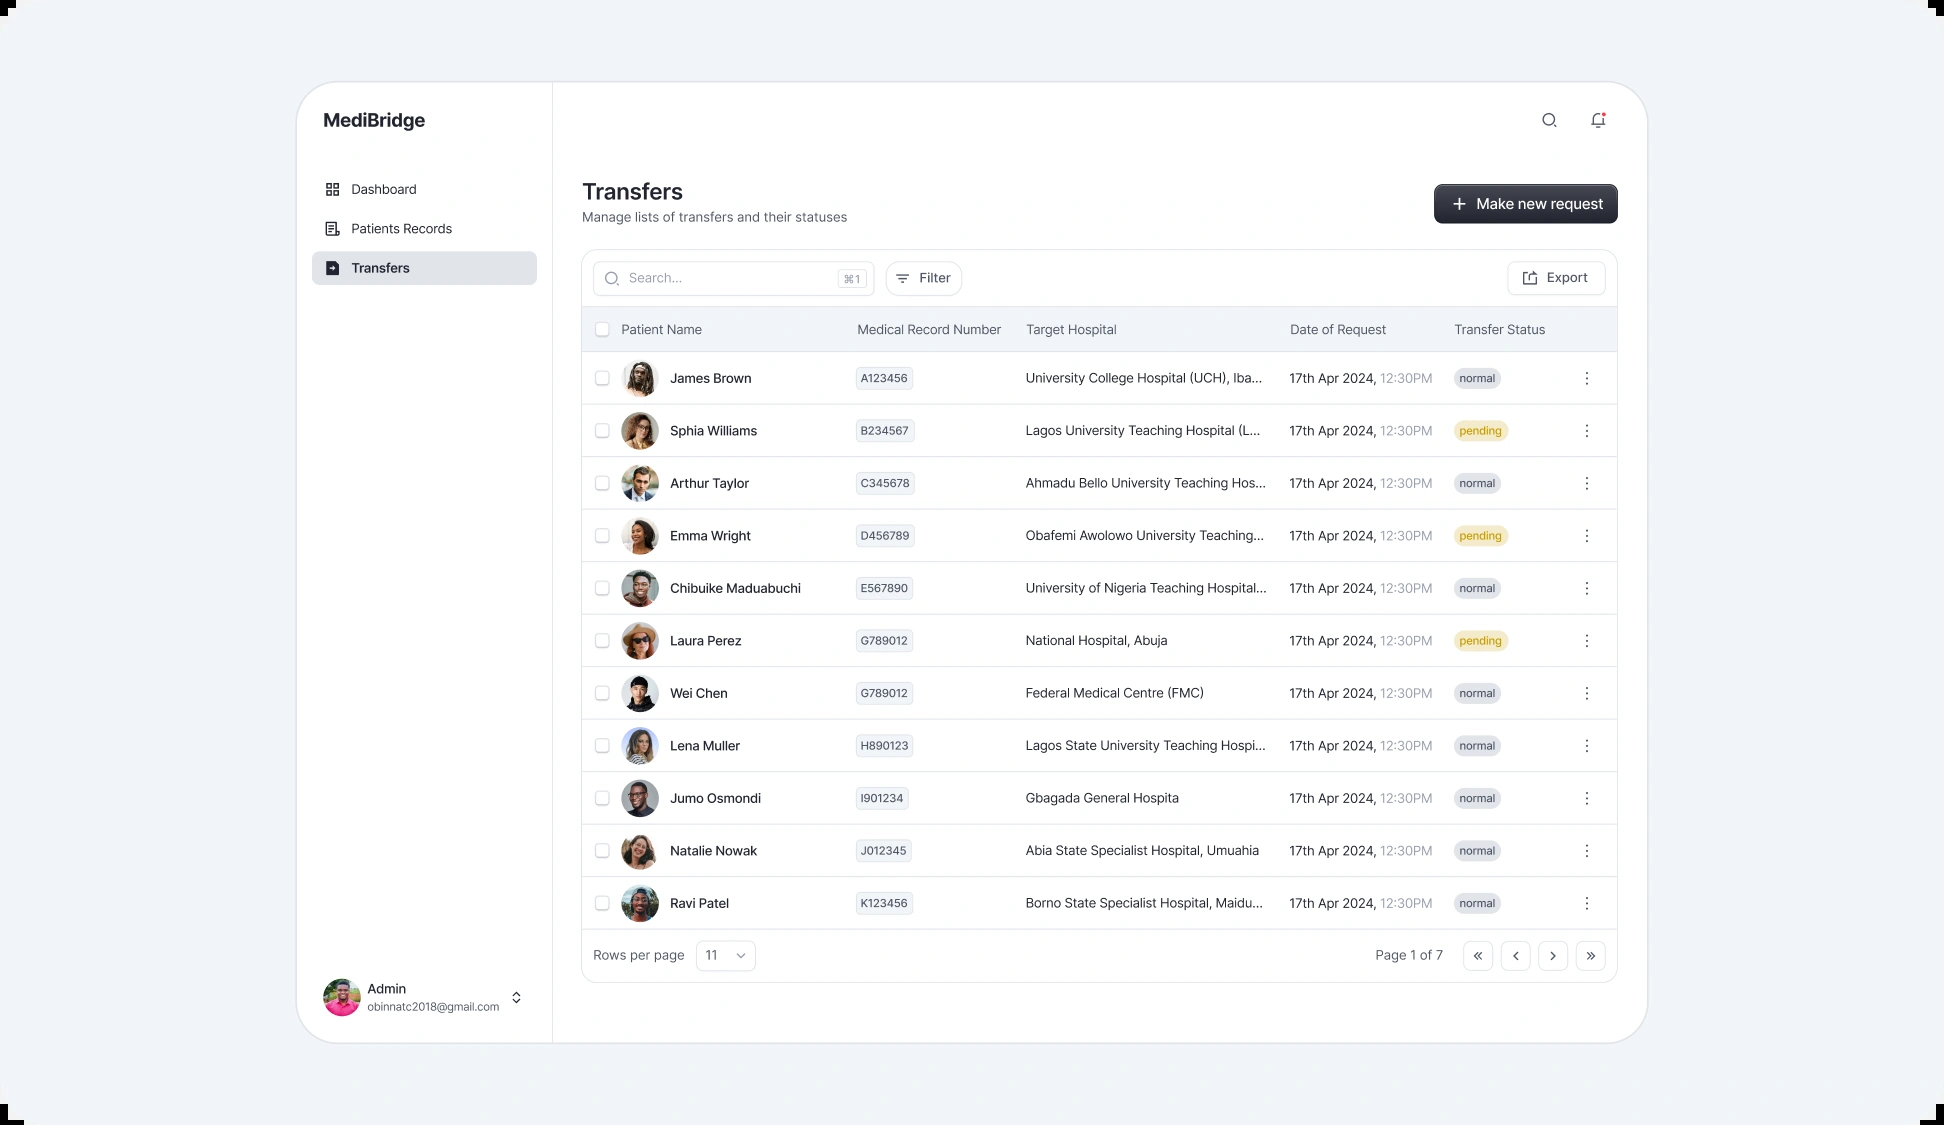 MediBridge
Dashboard
Patients Records
Transfers
Transfers
Manage lists of transfers and their statuses
Make new request
Search... ⌘1 Filter Export
Patient Name Medical Record Number Target Hospital Date of Request Transfer Status
James Brown A123456 University College Hospital (UCH), Iba... 17th Apr 2024, 12:30PM normal
Sphia Williams B234567 Lagos University Teaching Hospital (L... 17th Apr 2024, 12:30PM pending
Arthur Taylor C345678 Ahmadu Bello University Teaching Hos... 17th Apr 2024, 12:30PM normal
Emma Wright D456789 Obafemi Awolowo University Teaching... 17th Apr 2024, 12:30PM pending
Chibuike Maduabuchi E567890 University of Nigeria Teaching Hospital... 17th Apr 2024, 12:30PM normal
Laura Perez G789012 National Hospital, Abuja 17th Apr 2024, 12:30PM pending
Wei Chen G789012 Federal Medical Centre (FMC) 17th Apr 2024, 12:30PM normal
Lena Muller H890123 Lagos State University Teaching Hospi... 17th Apr 2024, 12:30PM normal
Jumo Osmondi I901234 Gbagada General Hospita 17th Apr 2024, 12:30PM normal
Natalie Nowak J012345 Abia State Specialist Hospital, Umuahia 17th Apr 2024, 12:30PM normal
Ravi Patel K123456 Borno State Specialist Hospital, Maidu... 17th Apr 2024, 12:30PM normal
Rows per page 11 Page 1 of 7
Admin
obinnatc2018@gmail.com